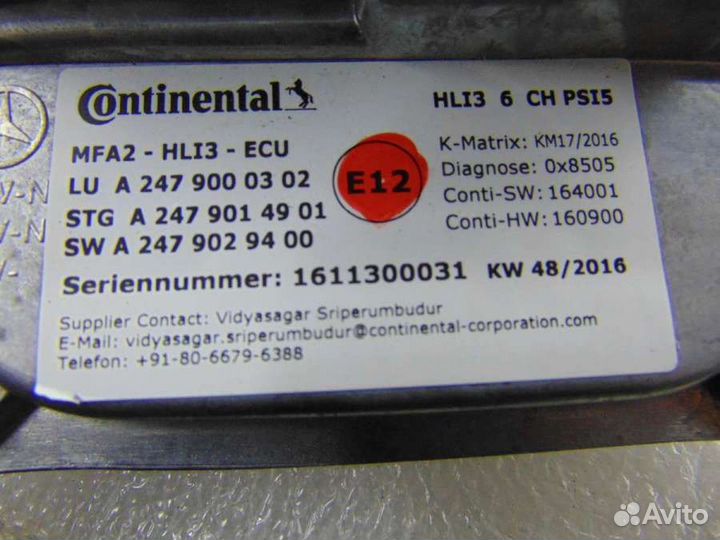 Continental
HLI3 6 CH PSI5
MFA2 - HLI3 - ECU
LU A 247 900 03 02
STG A 247 901 49 01
SW A 247 902 94 00
E12
K-Matrix: KM17/2016
Diagnose: 0x8505
Conti-SW: 164001
Conti-HW: 160900
Seriennummer: 1611300031 KW 48/2016
Supplier Contact: Vidyasagar Sriperumbudur
E-Mail: vidyasagar.sriperumbudur@continental-corporation.com
Telefon: +91-80-6679-6388
Avito